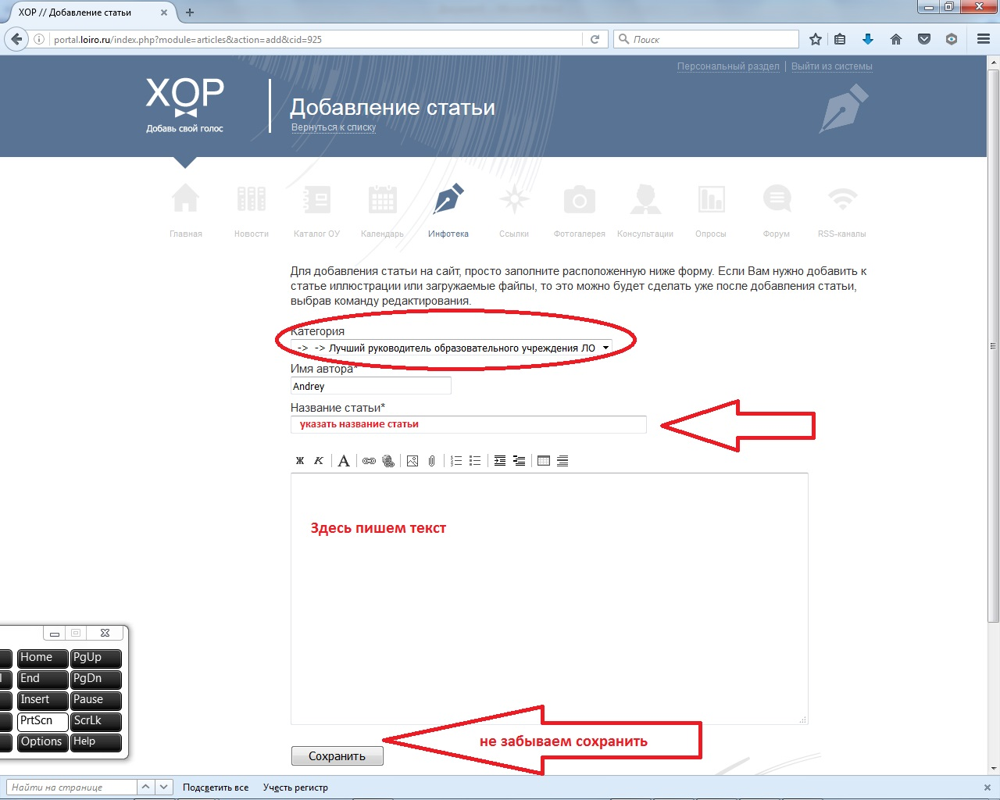 ХОР // Добавление статьи
portal.loiro.ru/index.php?module=articles&action=add&cid=925
Поиск
Персональный раздел
Выйти из системы
ХОР
Добавь свой голос
Добавление статьи
Вернуться к списку
Главная
Новости
Каталог ОУ
Календарь
Инфотека
Ссылки
Фотогалерея
Консультации
Опросы
Форум
RSS-каналы
Для добавления статьи на сайт, просто заполните расположенную ниже форму. Если Вам нужно добавить к
статье иллюстрации или загружаемые файлы, то это можно будет сделать уже после добавления статьи,
выбрав команду редактирования.
Категория
-> -> Лучший руководитель образовательного учреждения ЛО
Имя автора*
Andrey
Название статьи*
указать название статьи
Ж К A
Здесь пишем текст
не забываем сохранить
Сохранить
Home PgUp
End PgDn
Insert Pause
PrtScn ScrLk
Options Help
Найти на странице
Подсветить все
Учесть регистр